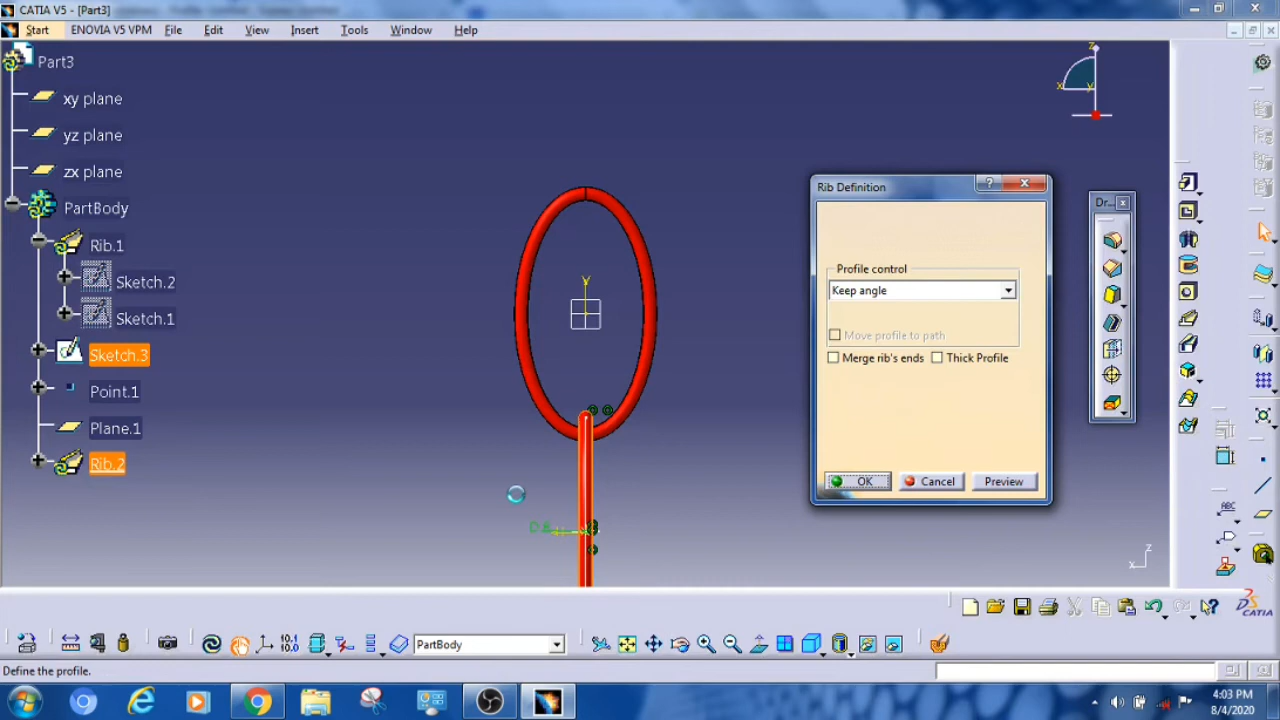 CATIA V5 - [Part3]
Start ENOVIA V5 VPM File Edit View Insert Tools Window Help
Part3
xy plane
yz plane
zx plane
PartBody
Rib.1
Sketch.2
Sketch.1
Sketch.3
Point.1
Plane.1
Rib.2
z
x
y
Y
Rib Definition
?
Profile control
Keep angle
Move profile to path
Merge rib's ends Thick Profile
OK Cancel Preview
Dr...
ABC
z
x
CATIA
PartBody
Define the profile.
4:03 PM
8/4/2020